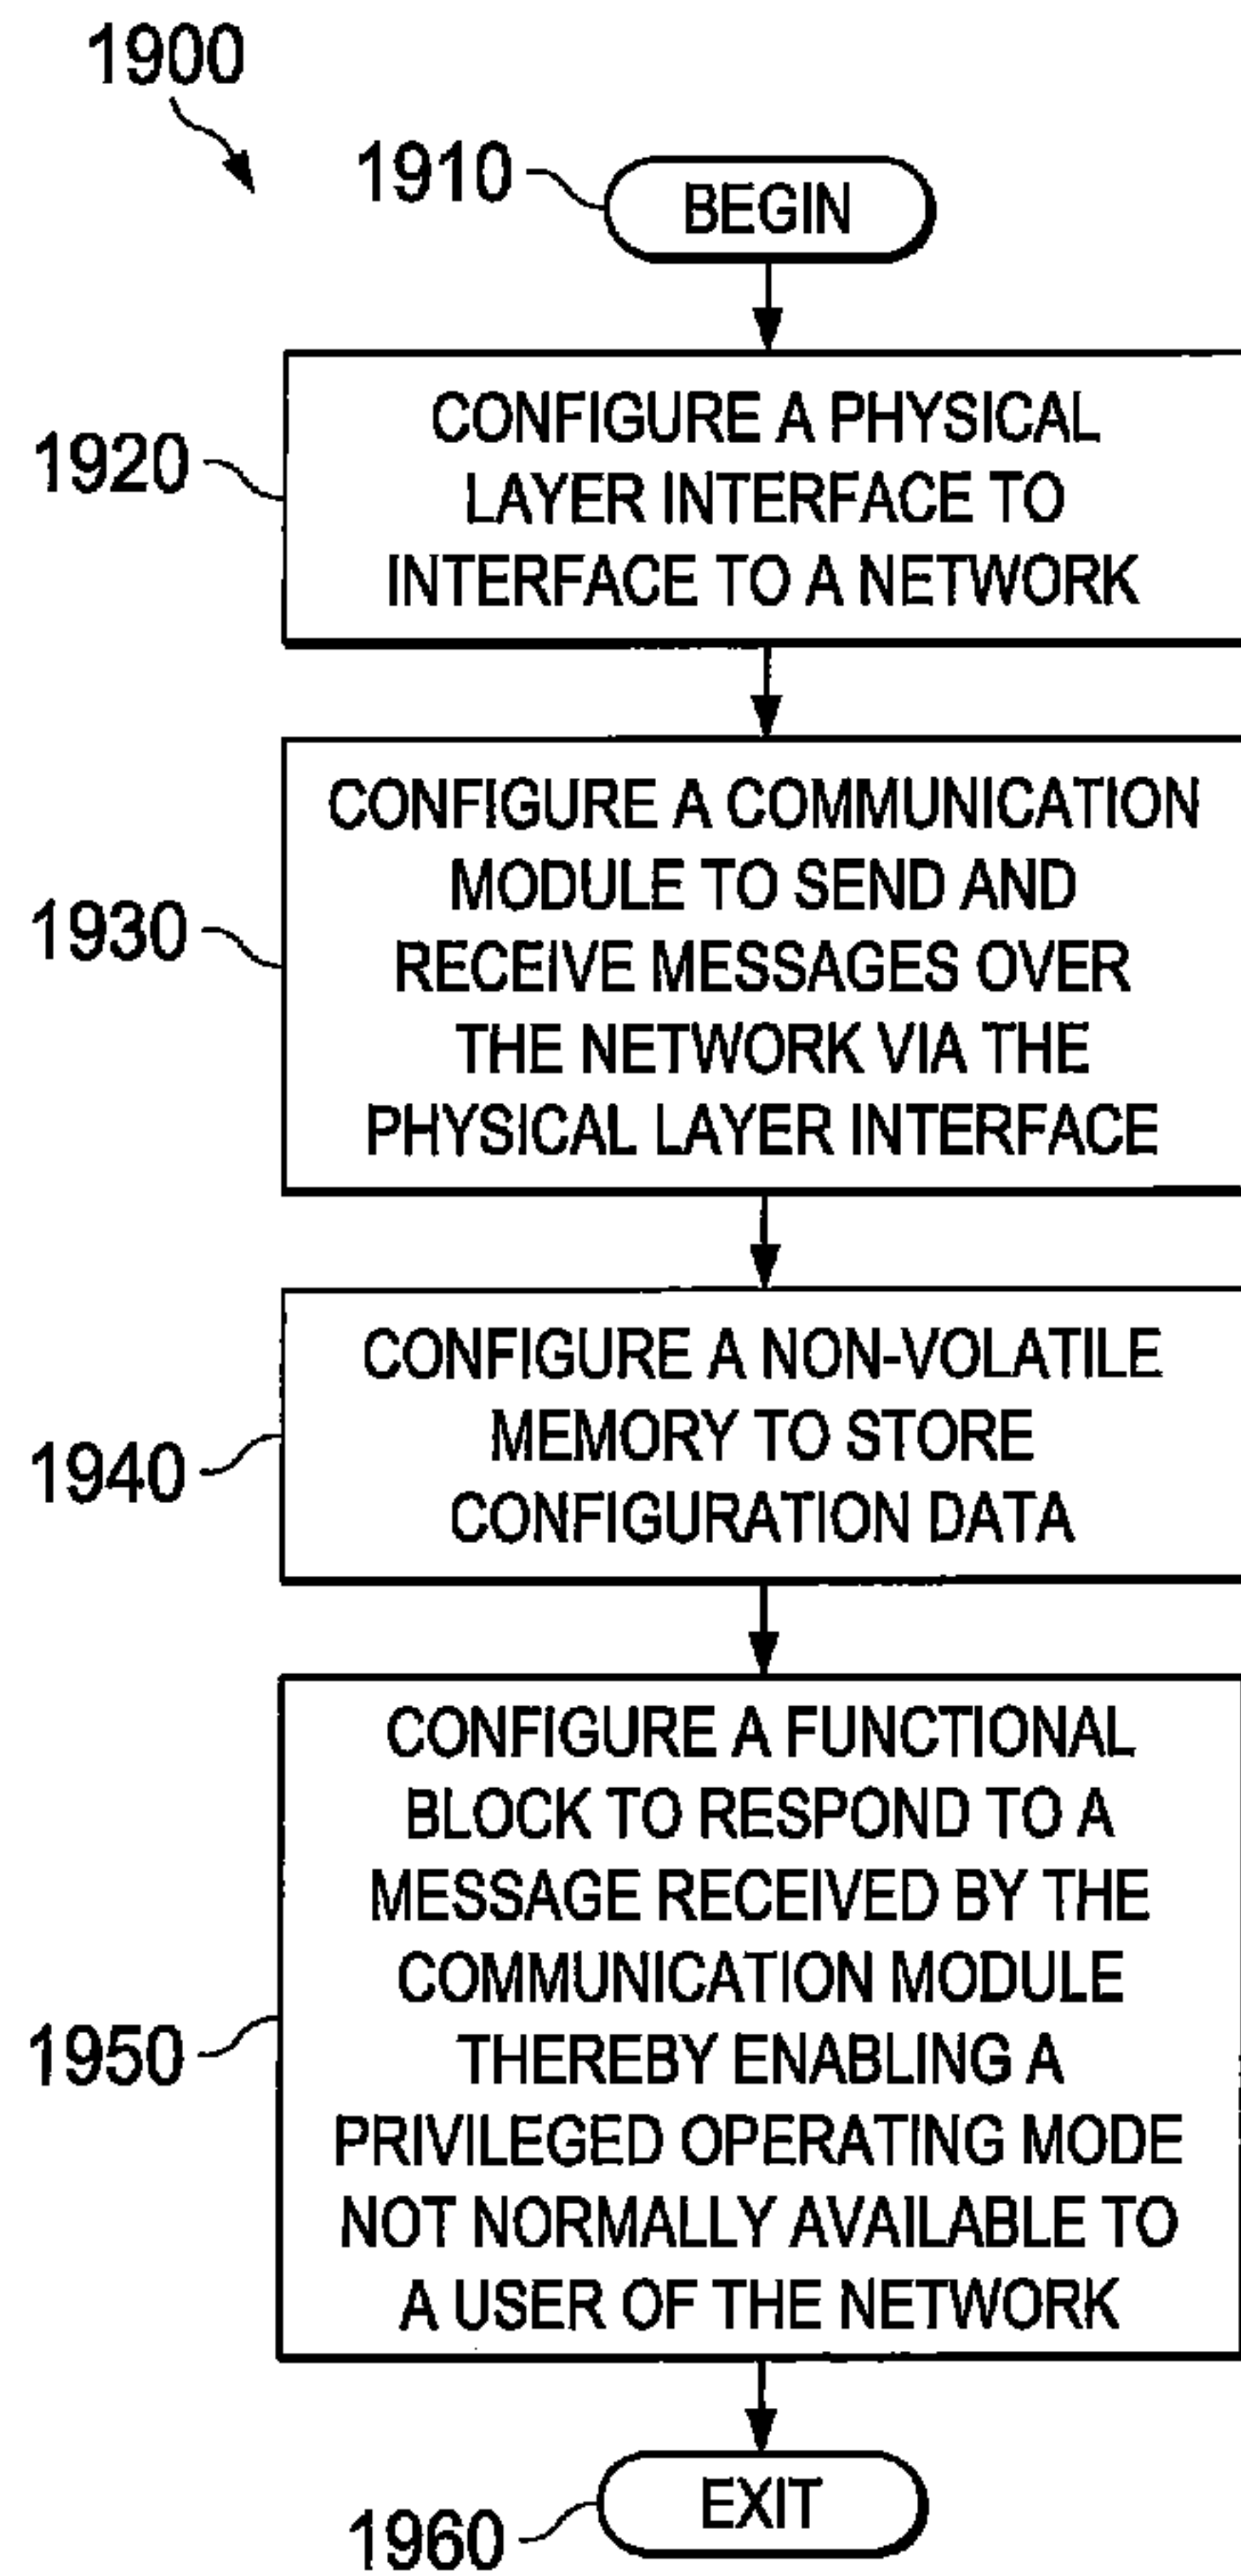 1900
1910
BEGIN
1920
CONFIGURE A PHYSICAL
LAYER INTERFACE TO
INTERFACE TO A NETWORK
1930
CONFIGURE A COMMUNICATION
MODULE TO SEND AND
RECEIVE MESSAGES OVER
THE NETWORK VIA THE
PHYSICAL LAYER INTERFACE
1940
CONFIGURE A NON-VOLATILE
MEMORY TO STORE
CONFIGURATION DATA
1950
CONFIGURE A FUNCTIONAL
BLOCK TO RESPOND TO A
MESSAGE RECEIVED BY THE
COMMUNICATION MODULE
THEREBY ENABLING A
PRIVILEGED OPERATING MODE
NOT NORMALLY AVAILABLE TO
A USER OF THE NETWORK
1960
EXIT